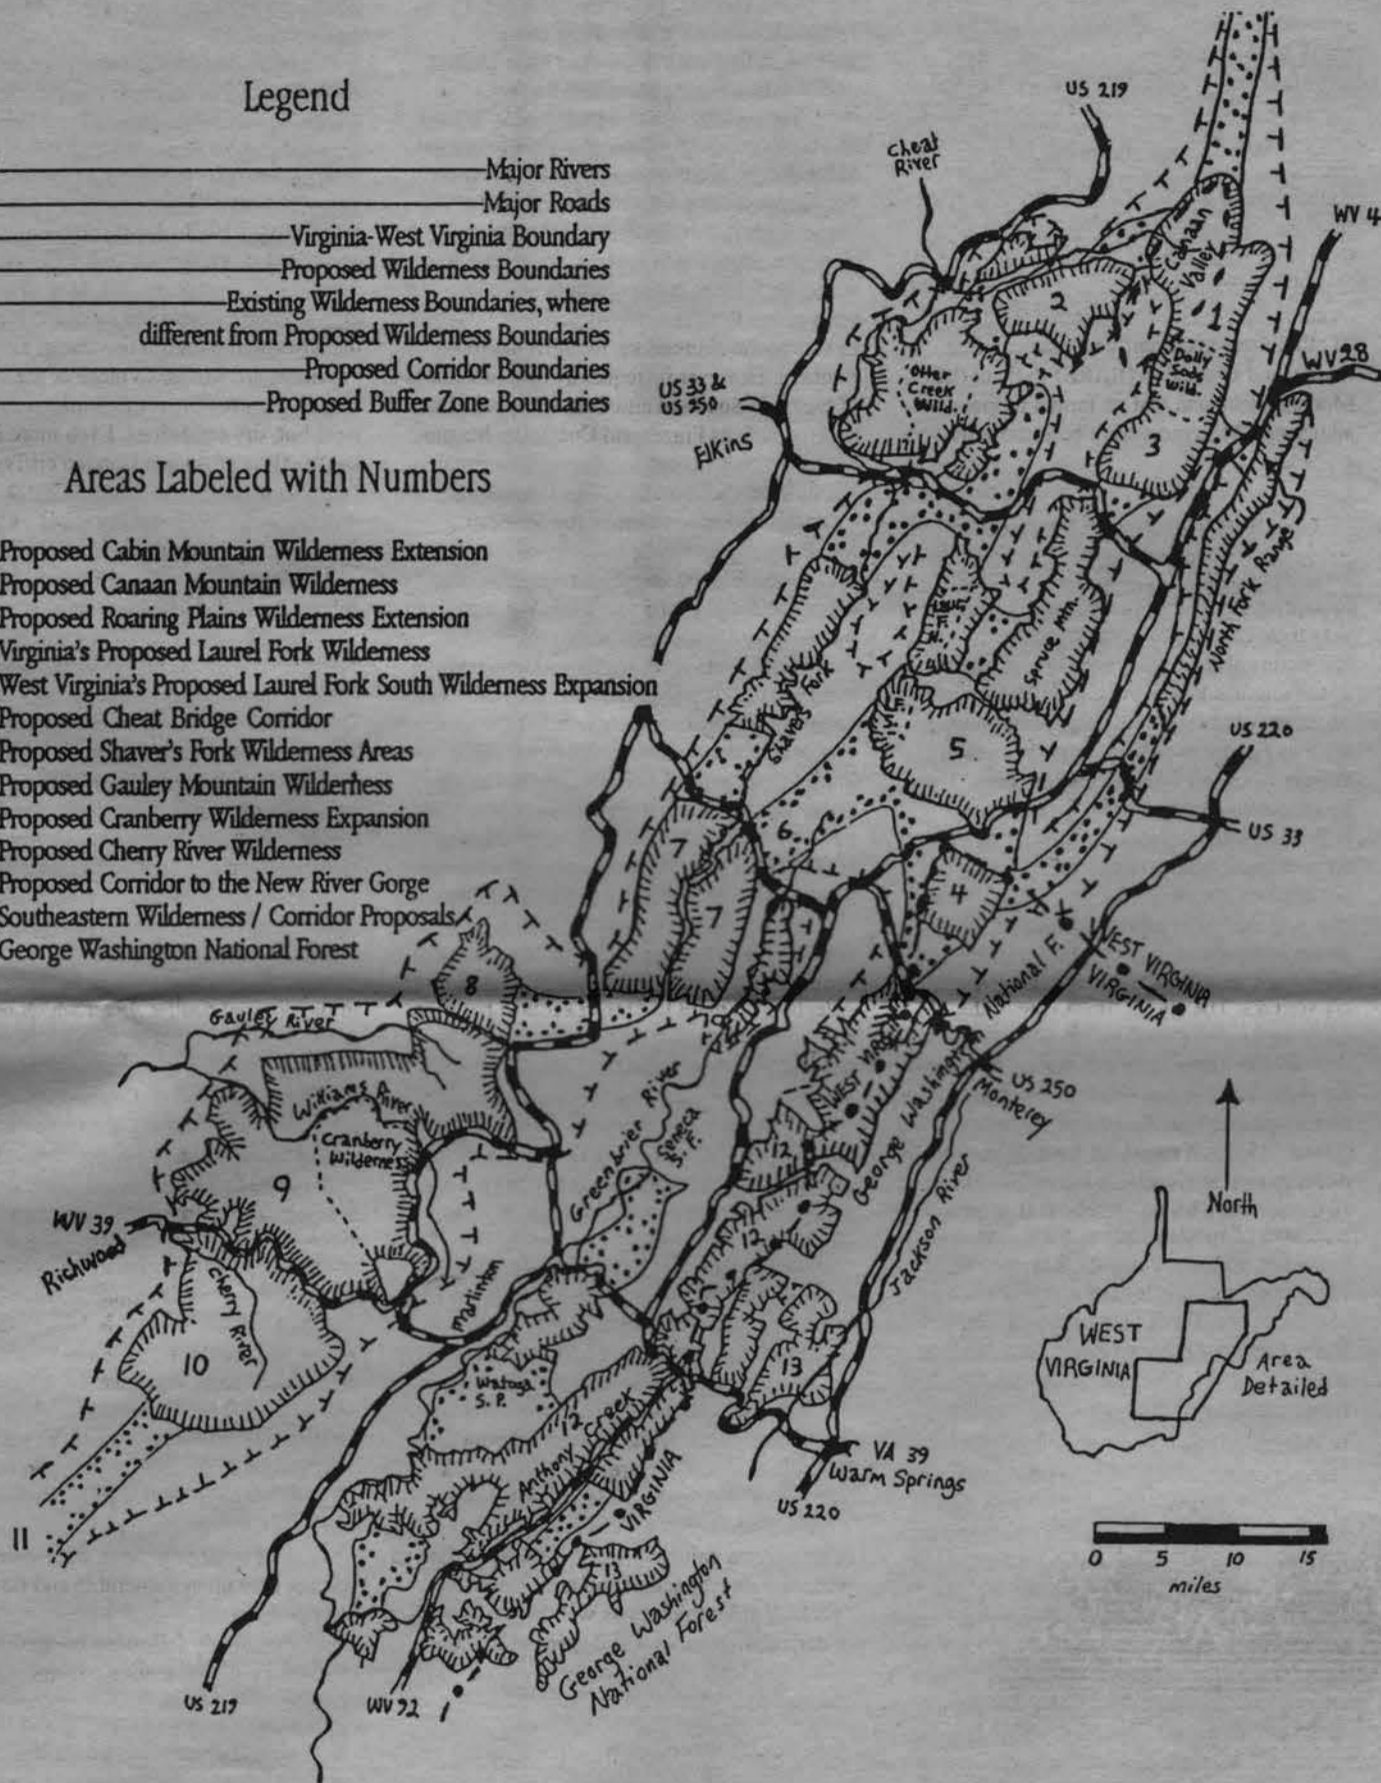 Legend
Major Rivers
Major Roads
Virginia-West Virginia Boundary
Proposed Wilderness Boundaries
Existing Wilderness Boundaries, where
different from Proposed Wilderness Boundaries
Proposed Corridor Boundaries
Proposed Buffer Zone Boundaries
Areas Labeled with Numbers
Proposed Cabin Mountain Wilderness Extension
Proposed Canaan Mountain Wilderness
Proposed Roaring Plains Wilderness Extension
Virginia's Proposed Laurel Fork Wilderness
West Virginia's Proposed Laurel Fork South Wilderness Expansion
Proposed Cheat Bridge Corridor
Proposed Shaver's Fork Wilderness Areas
Proposed Gauley Mountain Wilderness
Proposed Cranberry Wilderness Expansion
Proposed Cherry River Wilderness
Proposed Corridor to the New River Gorge
Southeastern Wilderness / Corridor Proposals
George Washington National Forest
US 219
Cheat
River
WV 4
Canaan
Valley
1
2
Dolly
Sods
Wild.
WV 28
Otter
Creek
Wild.
US 33 &
US 250
Elkins
3
North Fork Range
Laurel
F.
N.
Spruce Mtn.
Shavers Fork
L.
F.
5
US 220
US 33
6
7
7
4
WEST VIRGINIA
VIRGINIA
8
Gauley River
George Washington National F.
WEST VIRG
US 250
Monterey
Williams River
Cranberry
Wilderness
Greenbrier River
Seneca
S. F.
12
9
WV 39
Richwood
Cherry River
12
Jackson River
North
Marlinton
10
13
WEST
VIRGINIA
Area
Detailed
Watoga
S. P.
12
Anthony Creek
VA 39
Warm Springs
US 220
VIRGINIA
11
13
0 5 10 15
miles
George Washington
National Forest
US 219
WV 92